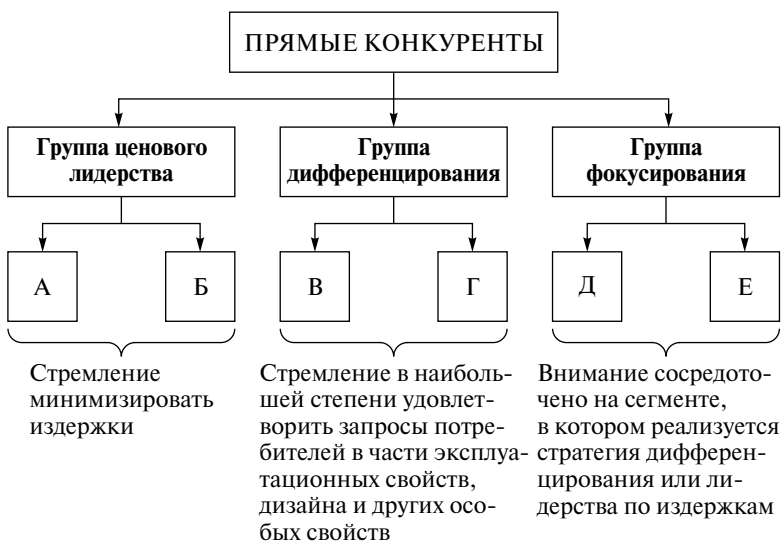 ПРЯМЫЕ КОНКУРЕНТЫ
Группа ценового
лидерства
Группа
дифференцирования
Группа
фокусирования
А
Б
В
Г
Д
Е
Стремление
минимизировать
издержки
Стремление в наиболь-
шей степени удовлет-
ворить запросы потре-
бителей в части эксплуа-
тационных свойств,
дизайна и других осо-
бых свойств
Внимание сосредото-
чено на сегменте,
в котором реализуется
стратегия дифферен-
цирования или ли-
дерства по издержкам